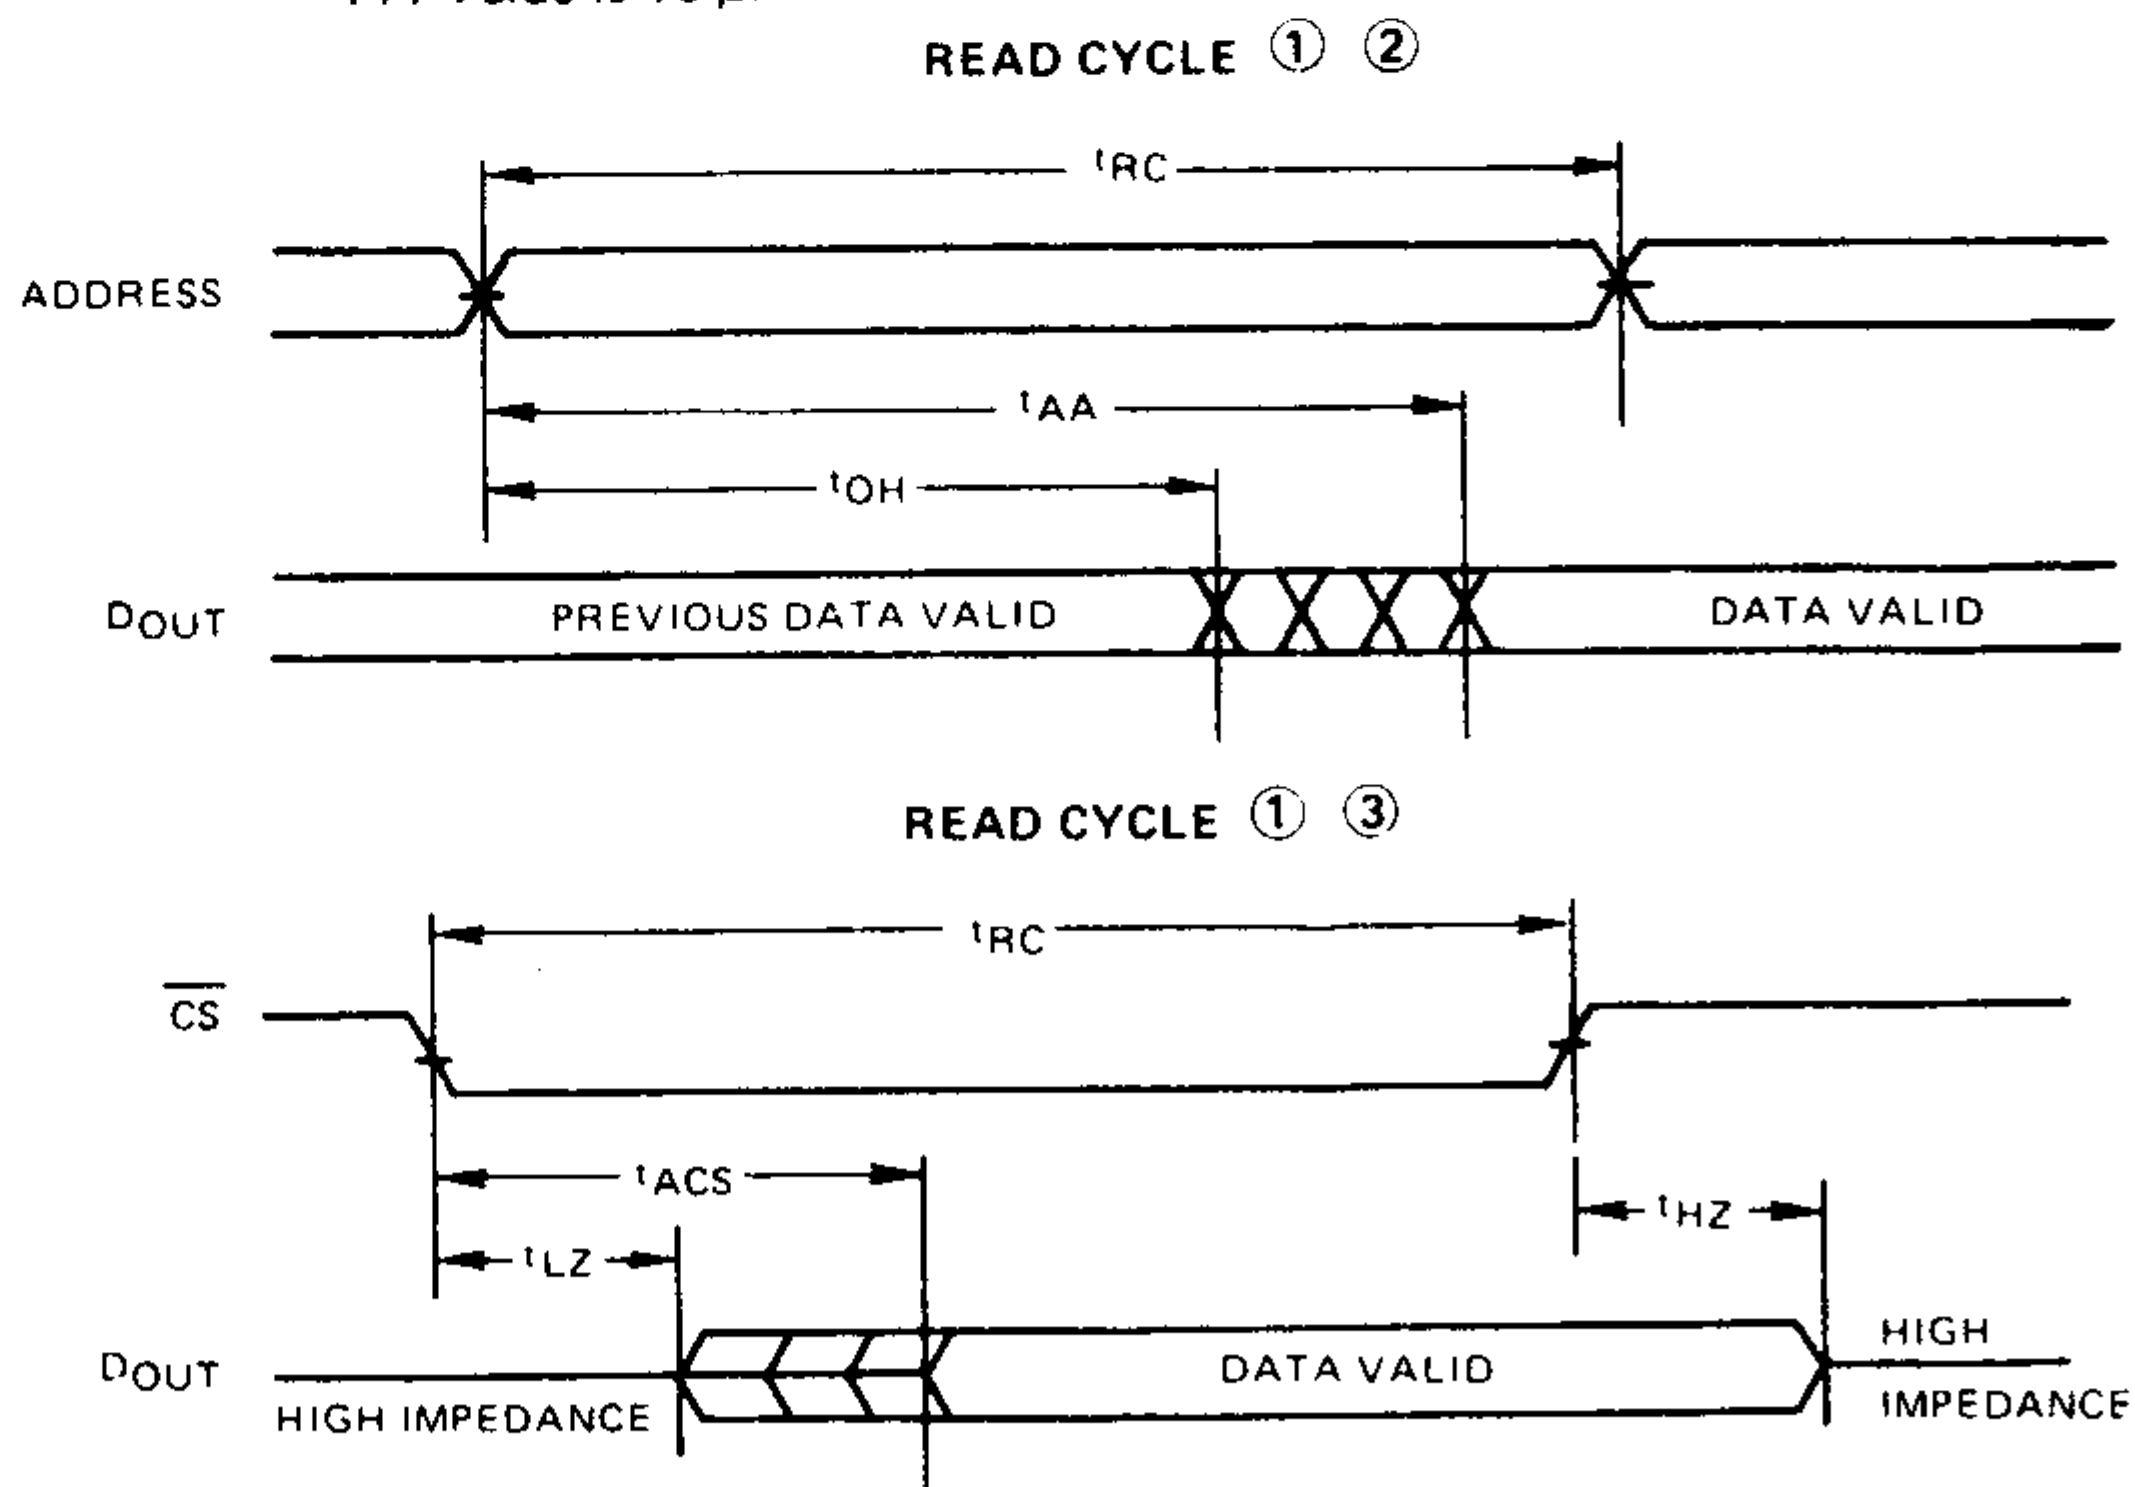 READ CYCLE ① ②
tRC
ADDRESS
tAA
tOH
DOUT
PREVIOUS DATA VALID
DATA VALID
READ CYCLE ① ③
tRC
CS
tACS
tHZ
tLZ
DOUT
HIGH IMPEDANCE
DATA VALID
HIGH
IMPEDANCE